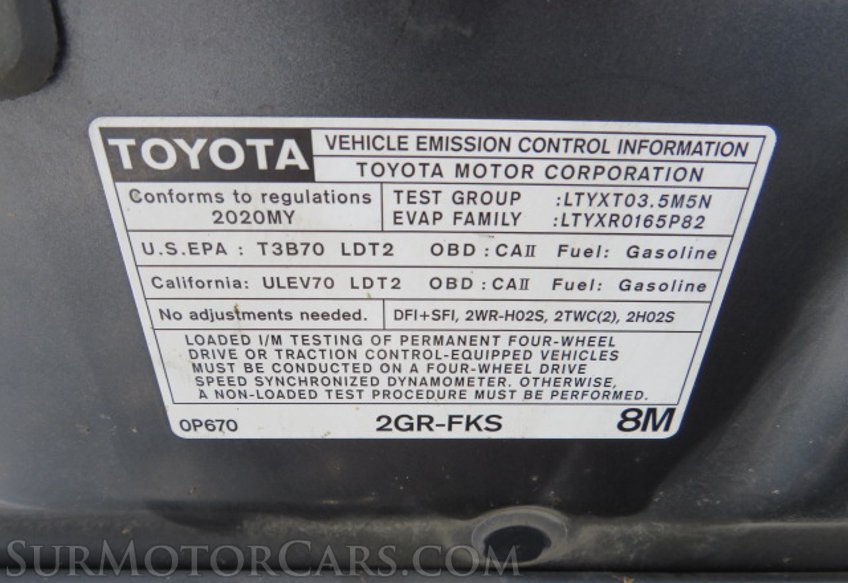 TOYOTA
VEHICLE EMISSION CONTROL INFORMATION
TOYOTA MOTOR CORPORATION
Conforms to regulations
2020MY
TEST GROUP :LTYXT03.5M5N
EVAP FAMILY :LTYXR0165P82
U.S.EPA : T3B70 LDT2 OBD : CAII Fuel: Gasoline
California: ULEV70 LDT2 OBD : CAII Fuel: Gasoline
No adjustments needed.
DFI+SFI, 2WR-HO2S, 2TWC(2), 2HO2S
LOADED I/M TESTING OF PERMANENT FOUR-WHEEL
DRIVE OR TRACTION CONTROL-EQUIPPED VEHICLES
MUST BE CONDUCTED ON A FOUR-WHEEL DRIVE
SPEED SYNCHRONIZED DYNAMOMETER. OTHERWISE,
A NON-LOADED TEST PROCEDURE MUST BE PERFORMED.
0P670 2GR-FKS 8M
SURMOTORCARS.COM